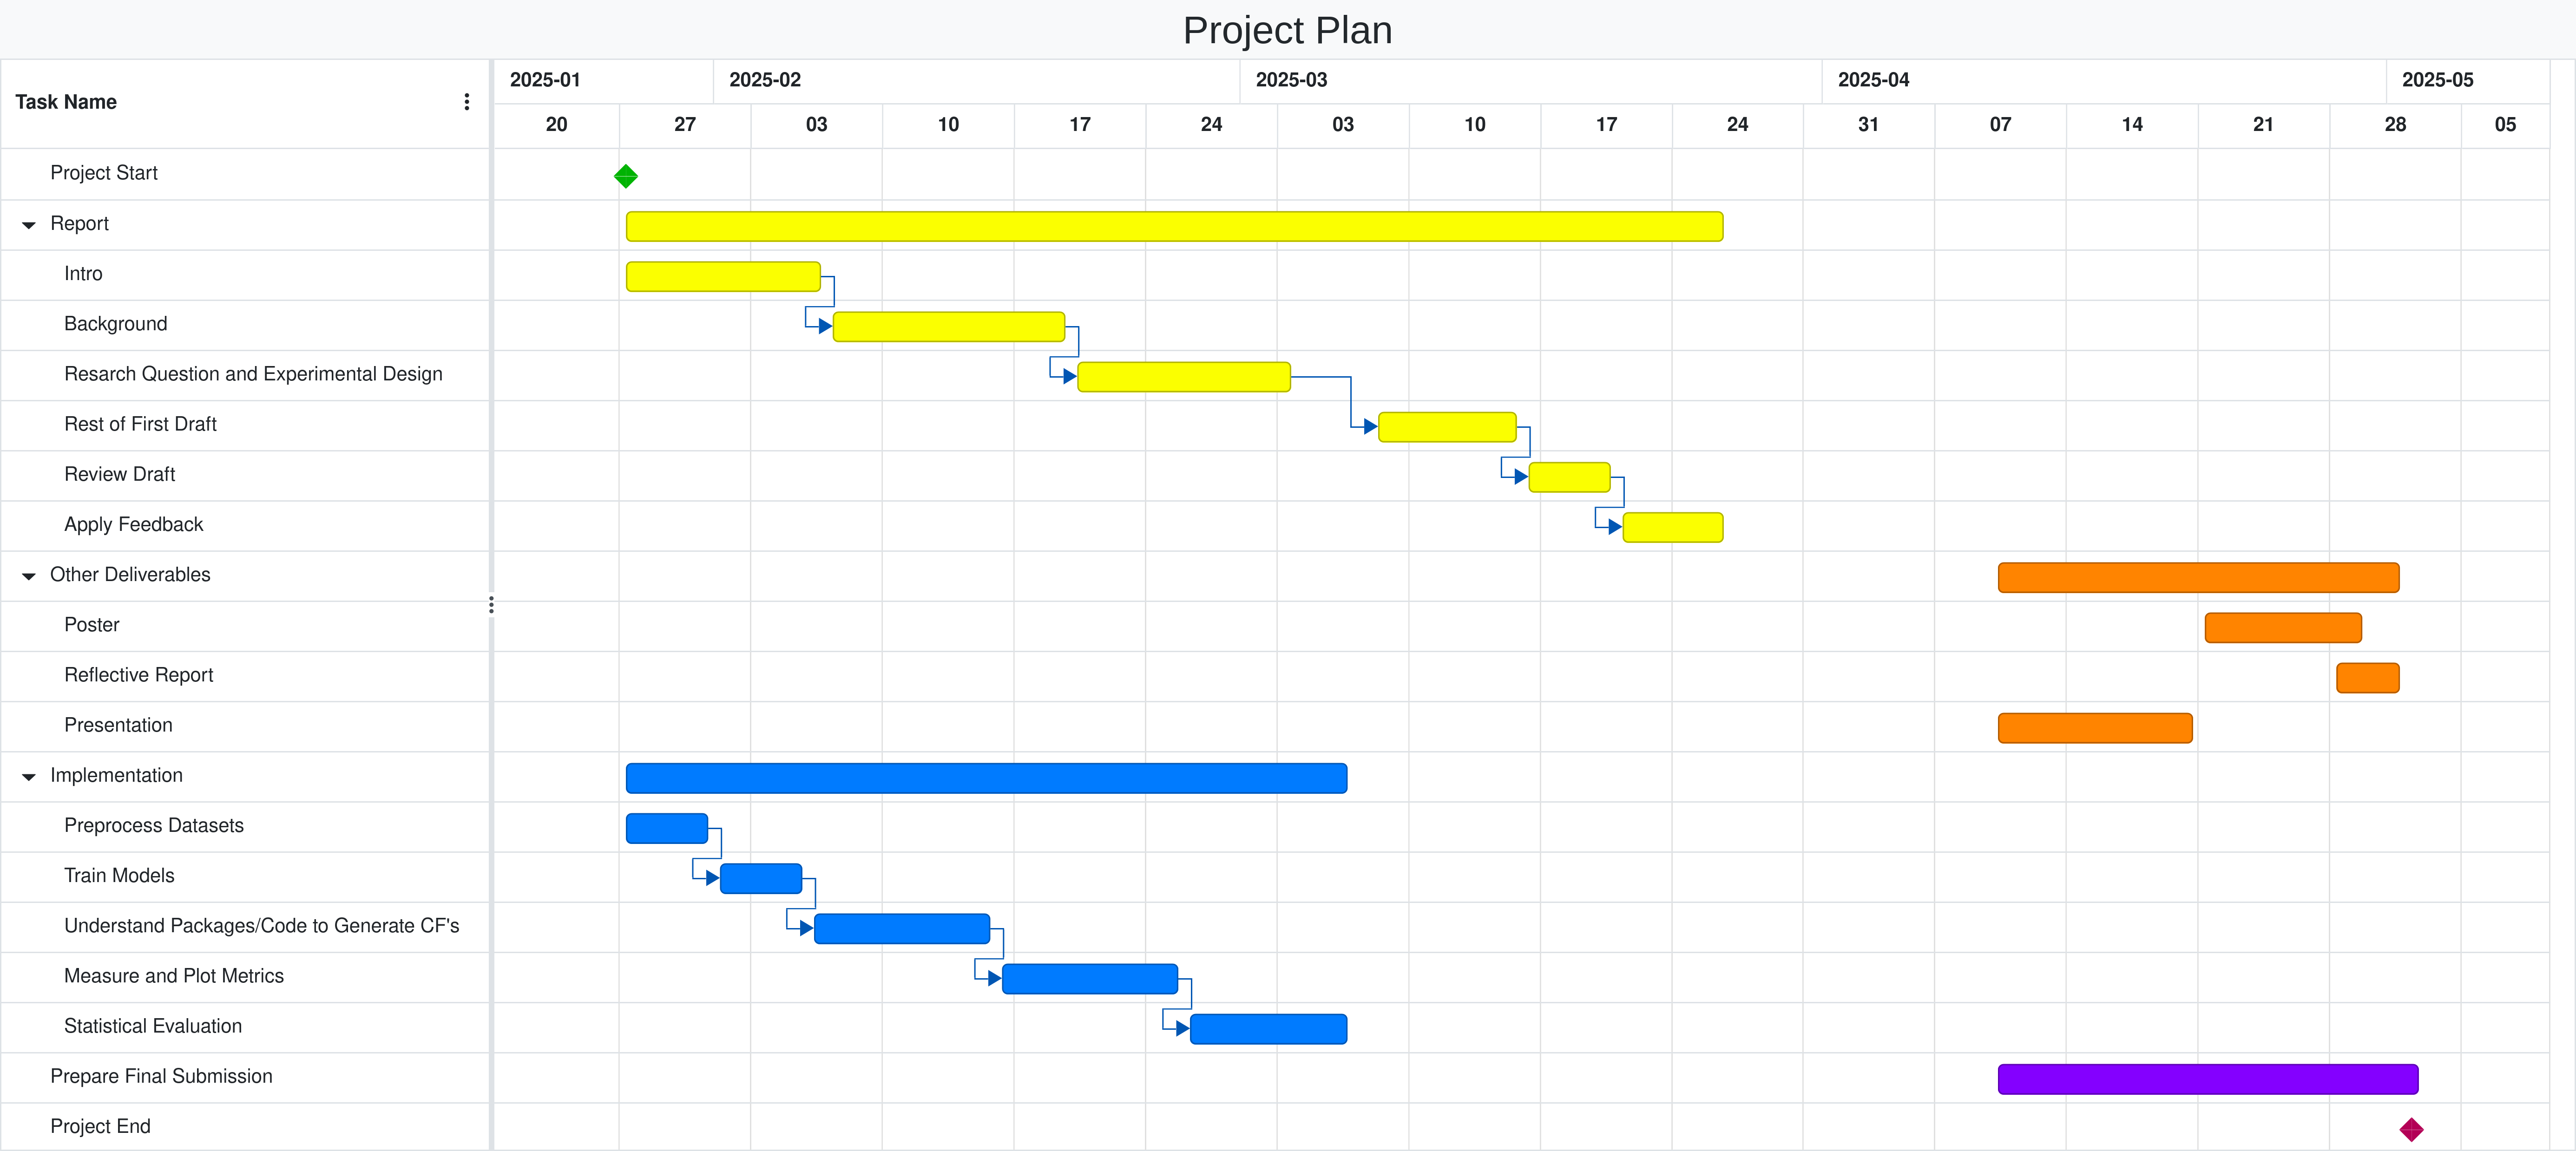 Project Plan
Task Name
2025-01 2025-02 2025-03 2025-04 2025-05
20 27 03 10 17 24 03 10 17 24 31 07 14 21 28 05
Project Start
Report
Intro
Background
Resarch Question and Experimental Design
Rest of First Draft
Review Draft
Apply Feedback
Other Deliverables
Poster
Reflective Report
Presentation
Implementation
Preprocess Datasets
Train Models
Understand Packages/Code to Generate CF's
Measure and Plot Metrics
Statistical Evaluation
Prepare Final Submission
Project End